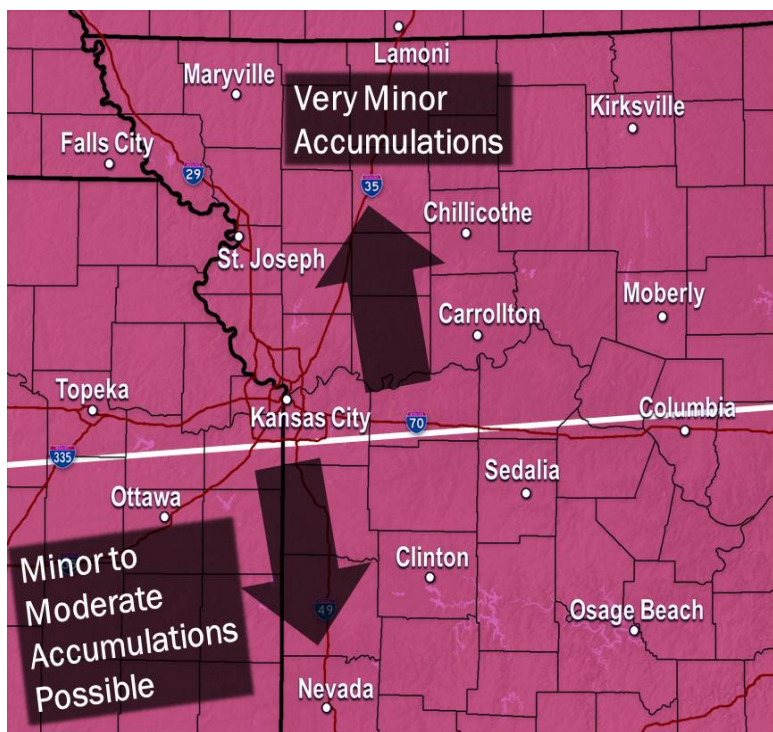 Lamoni
Maryville
Very Minor
Accumulations
Kirksville
Falls City
29
35
Chillicothe
St. Joseph
Moberly
Carrollton
Topeka
Kansas City
70
Columbia
335
Sedalia
Ottawa
Minor to
Moderate
Accumulations
Possible
Clinton
49
Osage Beach
Nevada